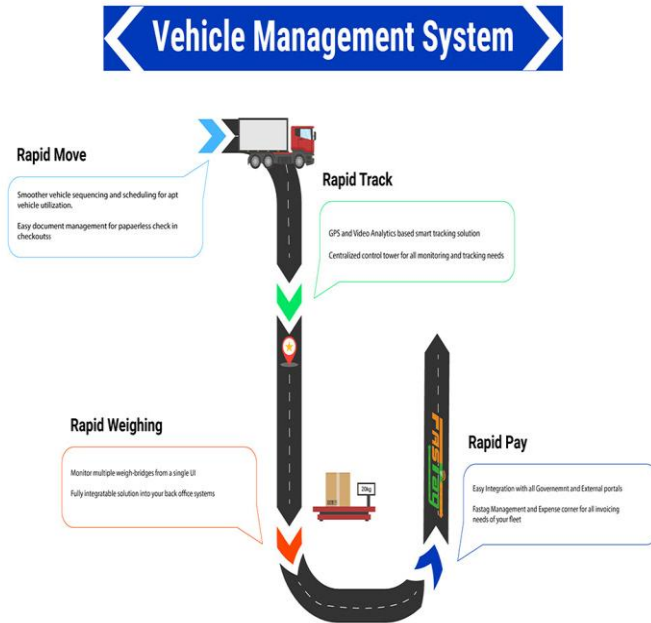 Vehicle Management System
Rapid Move
Smoother vehicle sequencing and scheduling for apt
vehicle utilization.
Easy document management for papaerless check in
checkoutss
Rapid Track
GPS and Video Analytics based smart tracking solution
Centralized control tower for all monitoring and tracking needs
Rapid Weighing
Monitor multiple weigh-bridges from a single UI
Fully integratable solution into your back office systems
20kg
FASTag
Rapid Pay
Easy Integration with all Governemnt and External portals
Fastag Management and Expense corner for all invoicing
needs of your fleet